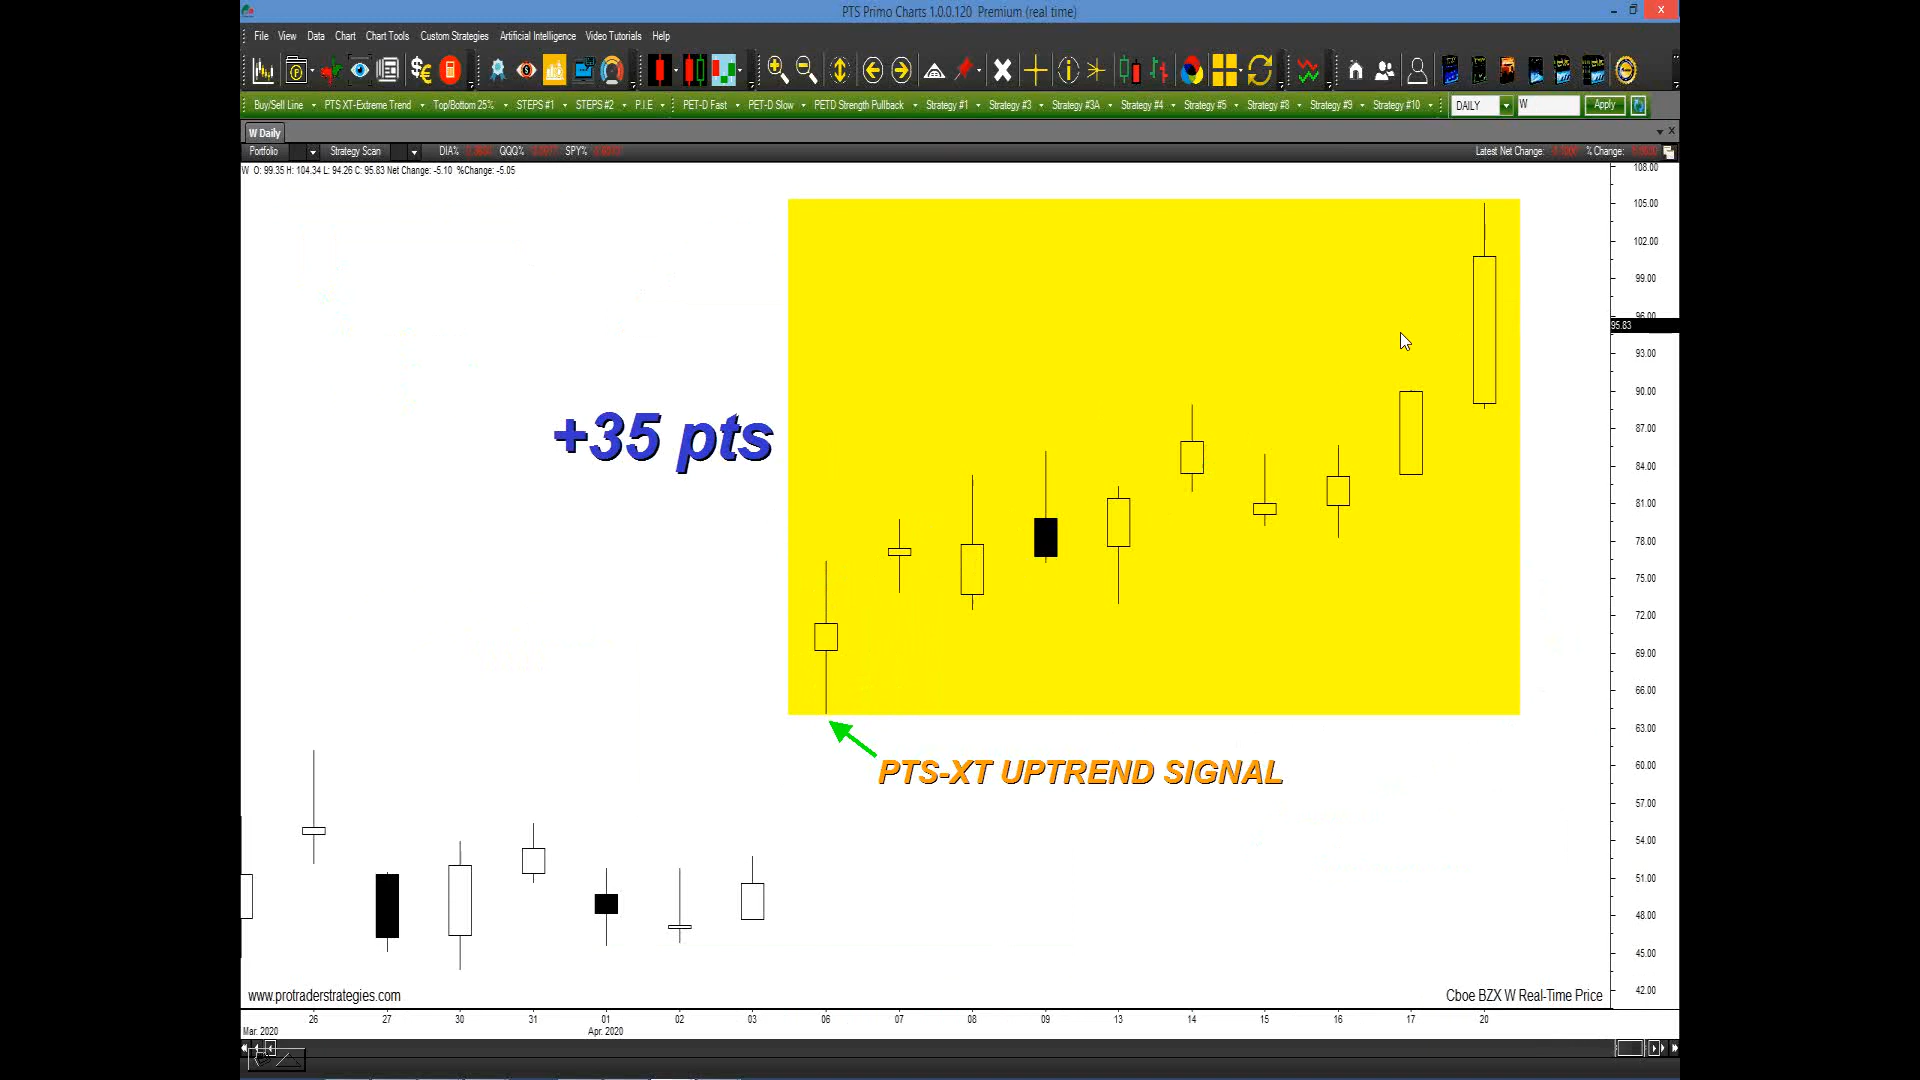 PTS Primo Charts 1.0.0.120 Premium (real time)
File View Data Chart Chart Tools Custom Strategies Artificial Intelligence Video Tutorials Help
Buy/Sell Line PTS XT-Extreme Trend Top/Bottom 25% STEPS #1 STEPS #2 P.I.E PET-D Fast PET-D Slow PETD Strength Pullback Strategy #1 Strategy #3 Strategy #3A Strategy #4 Strategy #5 Strategy #8 Strategy #9 Strategy #10 DAILY W Apply
W Daily
Portfolio Strategy Scan DIA% QQQ% SPY% Latest Net Change: % Change:
W O: 99.35 H: 104.34 L: 94.26 C: 95.83 Net Change: -5.10 %Change: -5.05
108.00
105.00
102.00
99.00
96.00
95.83
93.00
90.00
87.00
84.00
81.00
78.00
75.00
72.00
69.00
66.00
63.00
60.00
57.00
54.00
51.00
48.00
45.00
42.00
+35 pts
PTS-XT UPTREND SIGNAL
www.protraderstrategies.com
Cboe BZX W Real-Time Price
26 27 30 31 01 02 03 06 07 08 09 13 14 15 16 17 20
Mar. 2020 Apr. 2020